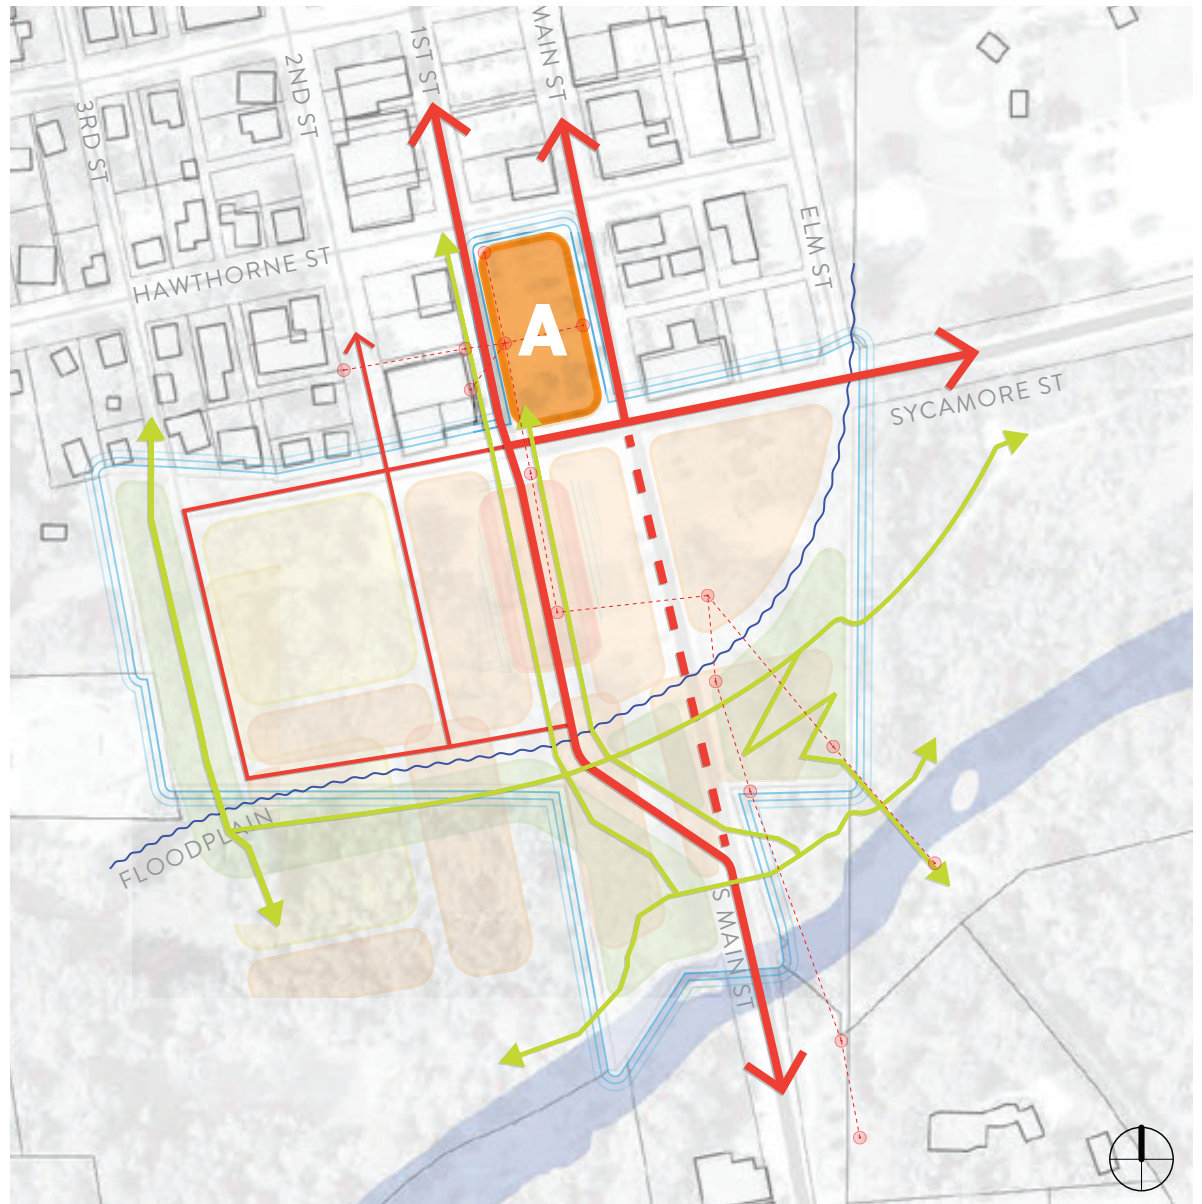 1ST ST
MAIN ST
2ND ST
3RD ST
ELM ST
HAWTHORNE ST
A
SYCAMORE ST
FLOODPLAIN
S MAIN ST